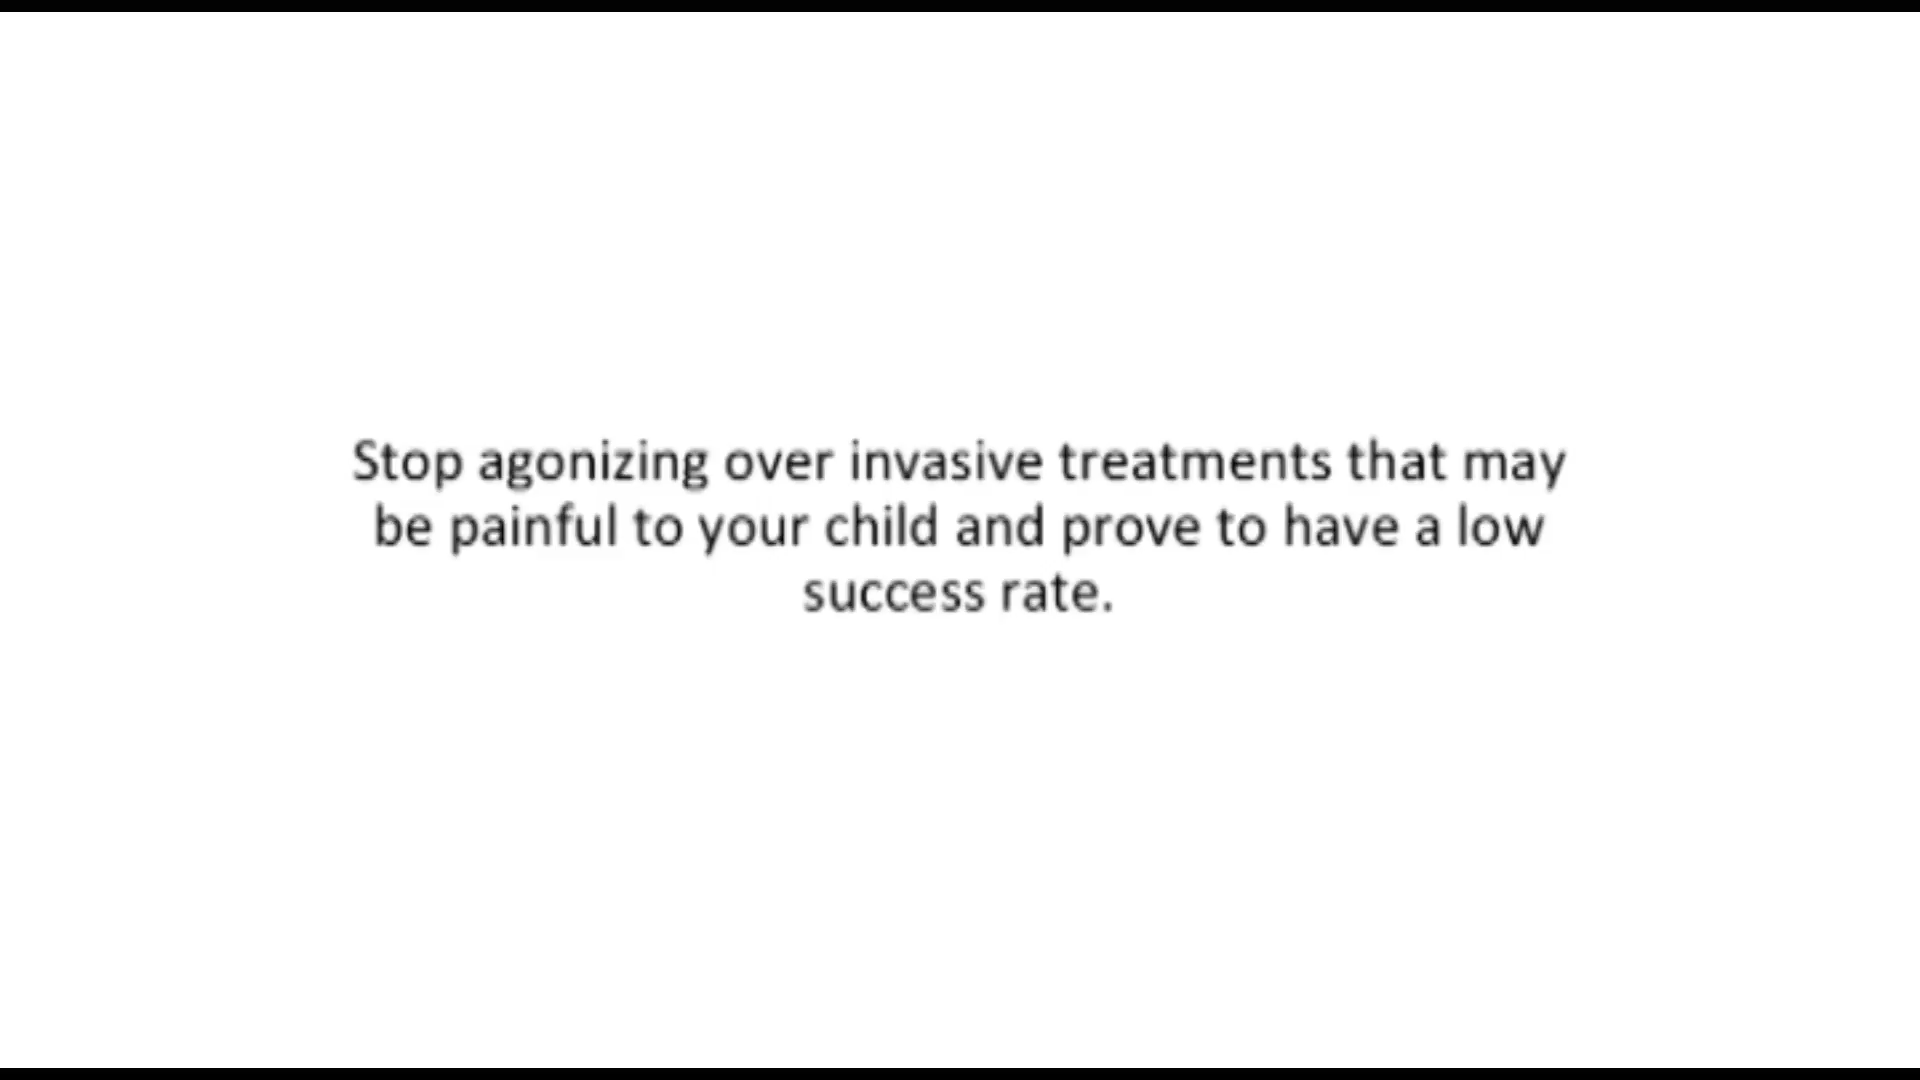 Stop agonizing over invasive treatments that may
be painful to your child and prove to have a low
success rate.